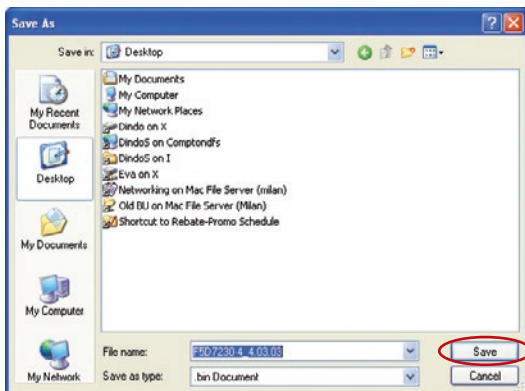 Save As
Save in: Desktop
My Recent
Documents
Desktop
My Documents
My Computer
My Network
My Documents
My Computer
My Network Places
Dindo on X
DindoS on Comptondfs
DindoS on I
Eva on X
Networking on Mac File Server (milan)
Old BU on Mac File Server (Milan)
Shortcut to Rebate-Promo Schedule
File name: F5D7230.4_4.03.03
Save
Save as type: .bin Document
Cancel